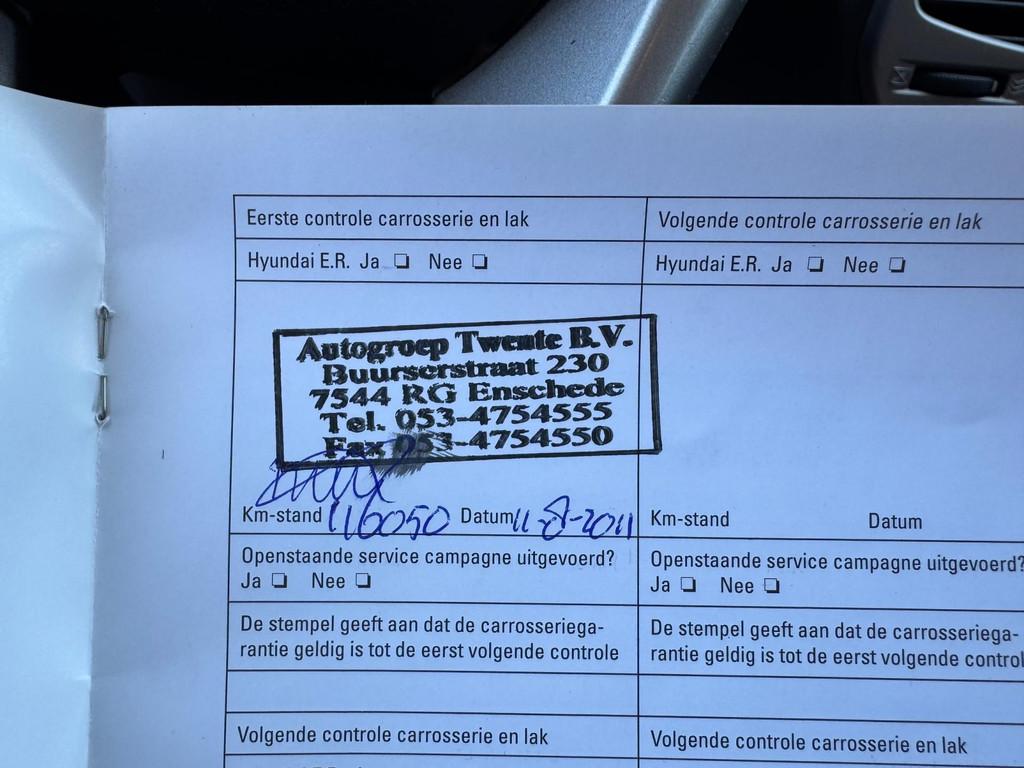 Eerste controle carrosserie en lak
Hyundai E.R. Ja ❑ Nee ❑
Autogroep Twente B.V.
Buurserstraat 230
7544 RG Enschede
Tel. 053-4754555
Fax 053-4754550
Km-stand 116050 Datum 11-8-2011
Openstaande service campagne uitgevoerd?
Ja ❑ Nee ❑
De stempel geeft aan dat de carrosseriega-
rantie geldig is tot de eerst volgende controle
Volgende controle carrosserie en lak
Volgende controle carrosserie en lak
Hyundai E.R. Ja ❑ Nee ❑
Km-stand Datum
Openstaande service campagne uitgevoerd?
Ja ❑ Nee ❑
De stempel geeft aan dat de carrosseriega-
rantie geldig is tot de eerst volgende control
Volgende controle carrosserie en lak